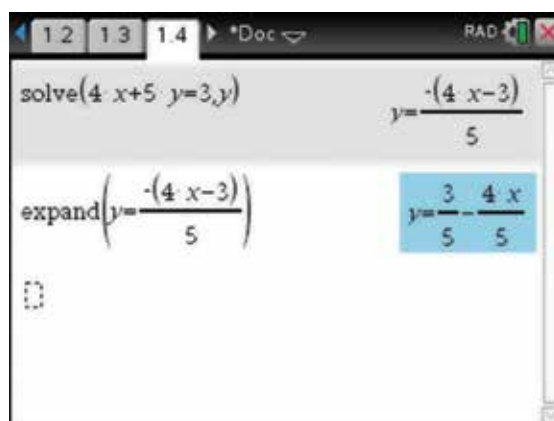 1.2 1.3 1.4 *Doc RAD
solve(4·x+5·y=3,y)
y=-(4·x-3)/5
expand(y=-(4·x-3)/5)
y=3/5-4·x/5